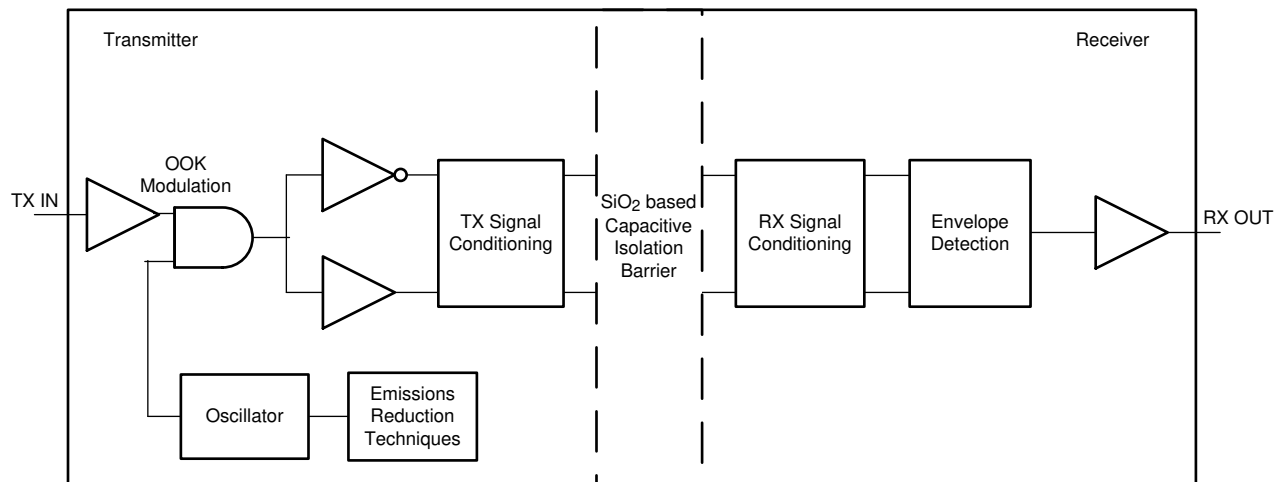 Transmitter
Receiver
OOK
Modulation
TX IN
TX Signal
Conditioning
SiO2 based
Capacitive
Isolation
Barrier
RX Signal
Conditioning
Envelope
Detection
RX OUT
Oscillator
Emissions
Reduction
Techniques